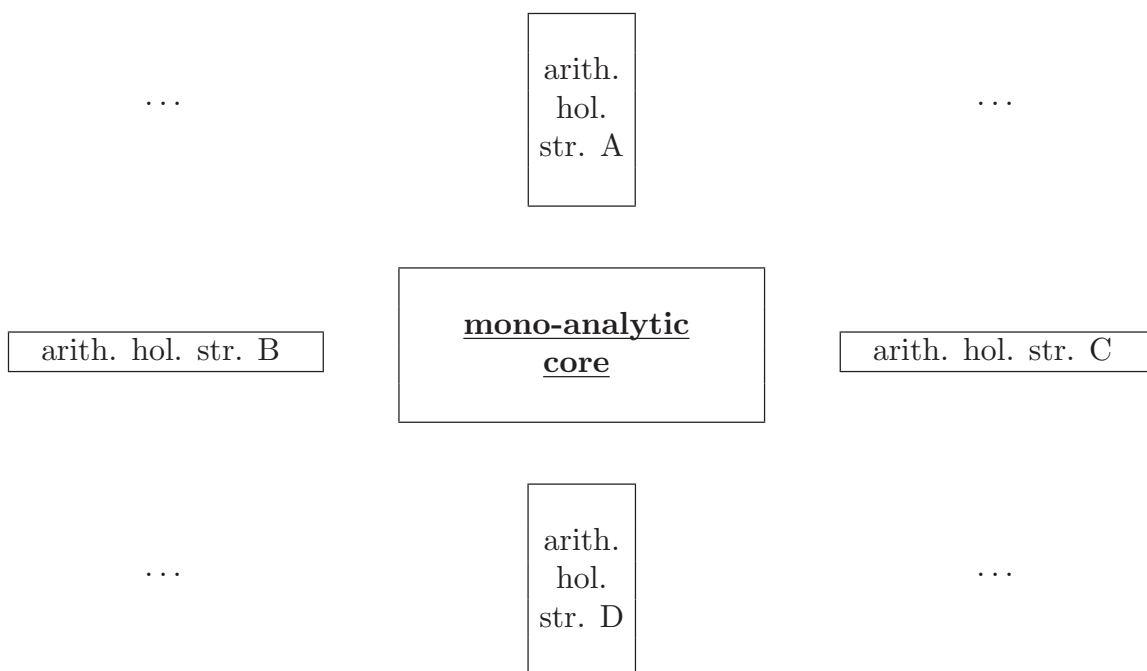 arith.
hol.
str. A
. . .
. . .
mono-analytic
core
arith. hol. str. B
arith. hol. str. C
. . .
arith.
hol.
str. D
. . .